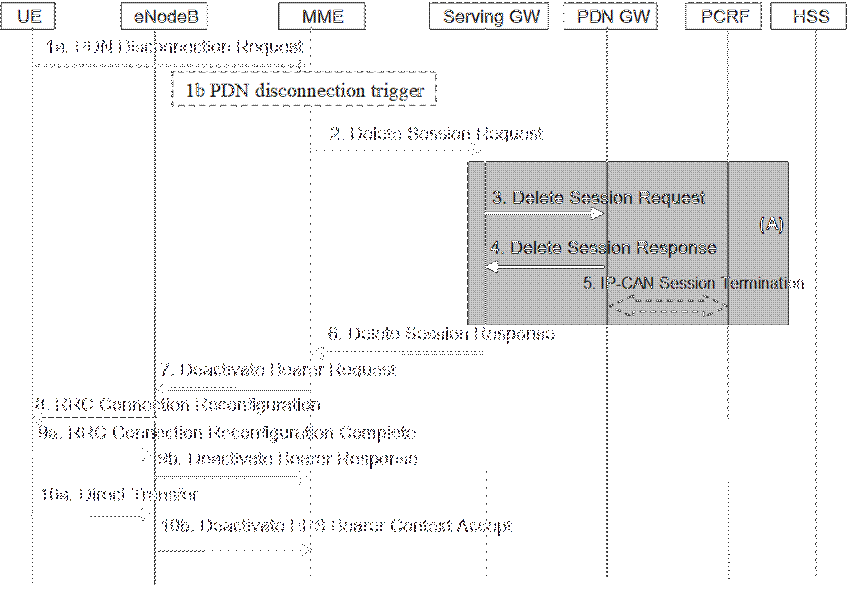 UE eNodeB MME Serving GW PDN GW PCRF HSS
1a. PDN Disconnection Request
1b PDN disconnection trigger
2. Delete Session Request
3. Delete Session Request
(A)
4. Delete Session Response
5. IP-CAN Session Termination
6. Delete Session Response
7. Deactivate Bearer Request
8. RRC Connection Reconfiguration
9a. RRC Connection Reconfiguration Complete
9b. Deactivate Bearer Response
10a. Direct Transfer
10b. Deactivate EPS Bearer Context Accept